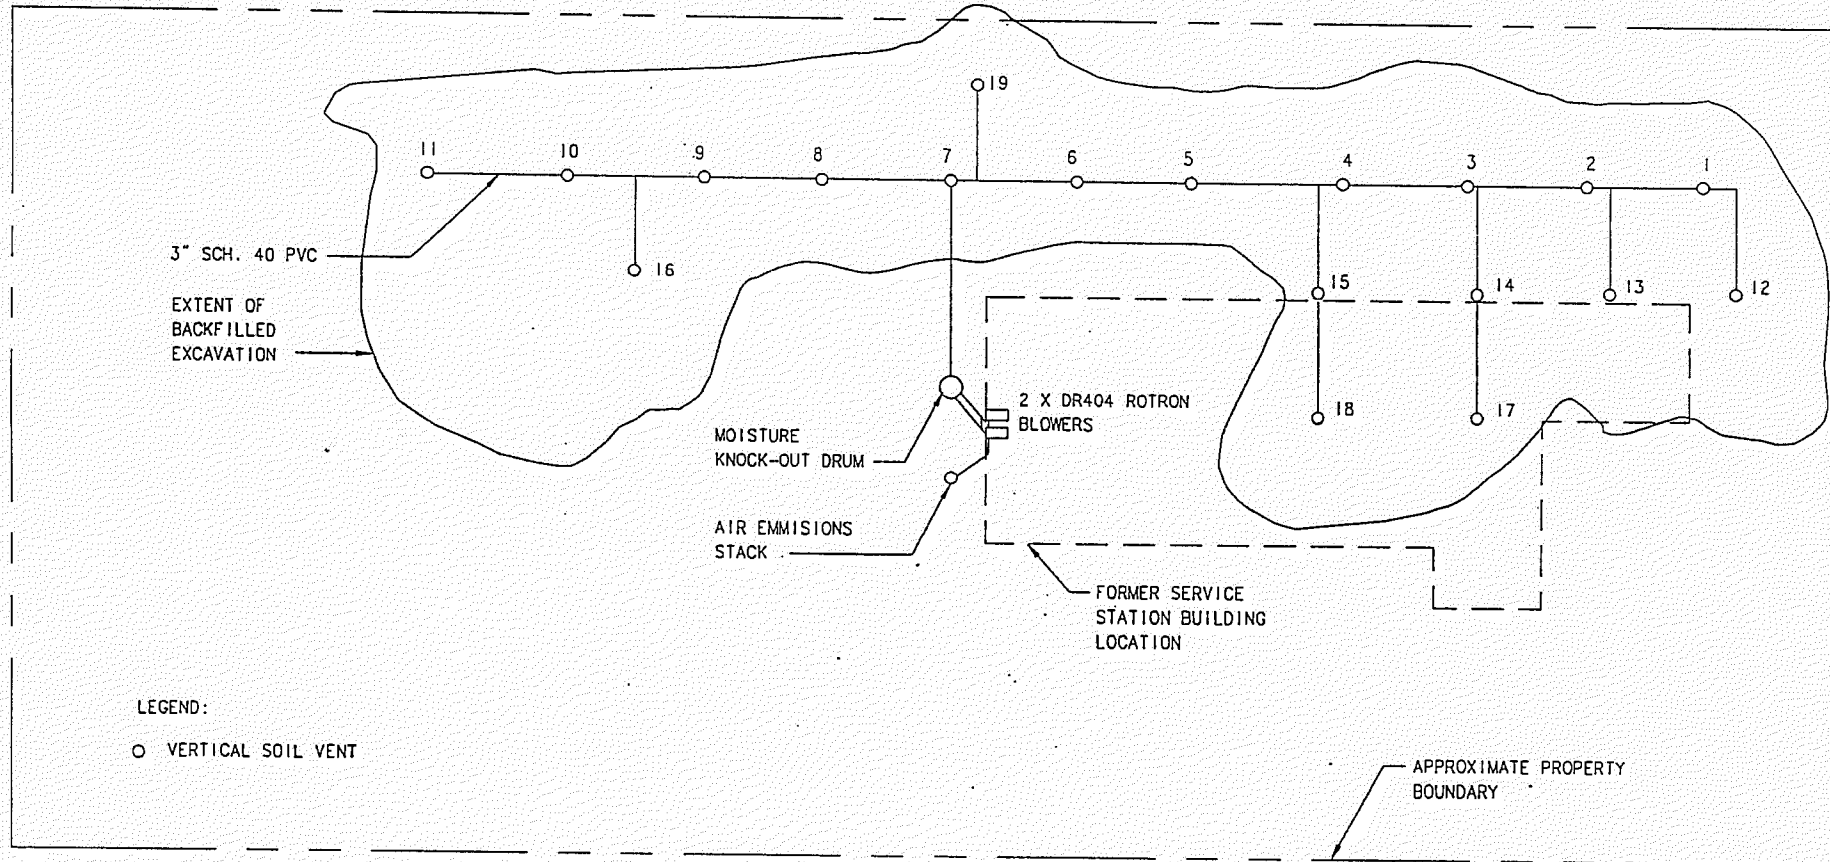 19
11
10
.9
8
7
6
5
4
3
2
1
3" SCH. 40 PVC
16
15
14
13
12
EXTENT OF
BACKFILLED
EXCAVATION
2 X DR404 ROTRON
BLOWERS
18
17
MOISTURE
KNOCK-OUT DRUM
AIR EMMISIONS
STACK
FORMER SERVICE
STATION BUILDING
LOCATION
LEGEND:
O VERTICAL SOIL VENT
APPROXIMATE PROPERTY
BOUNDARY